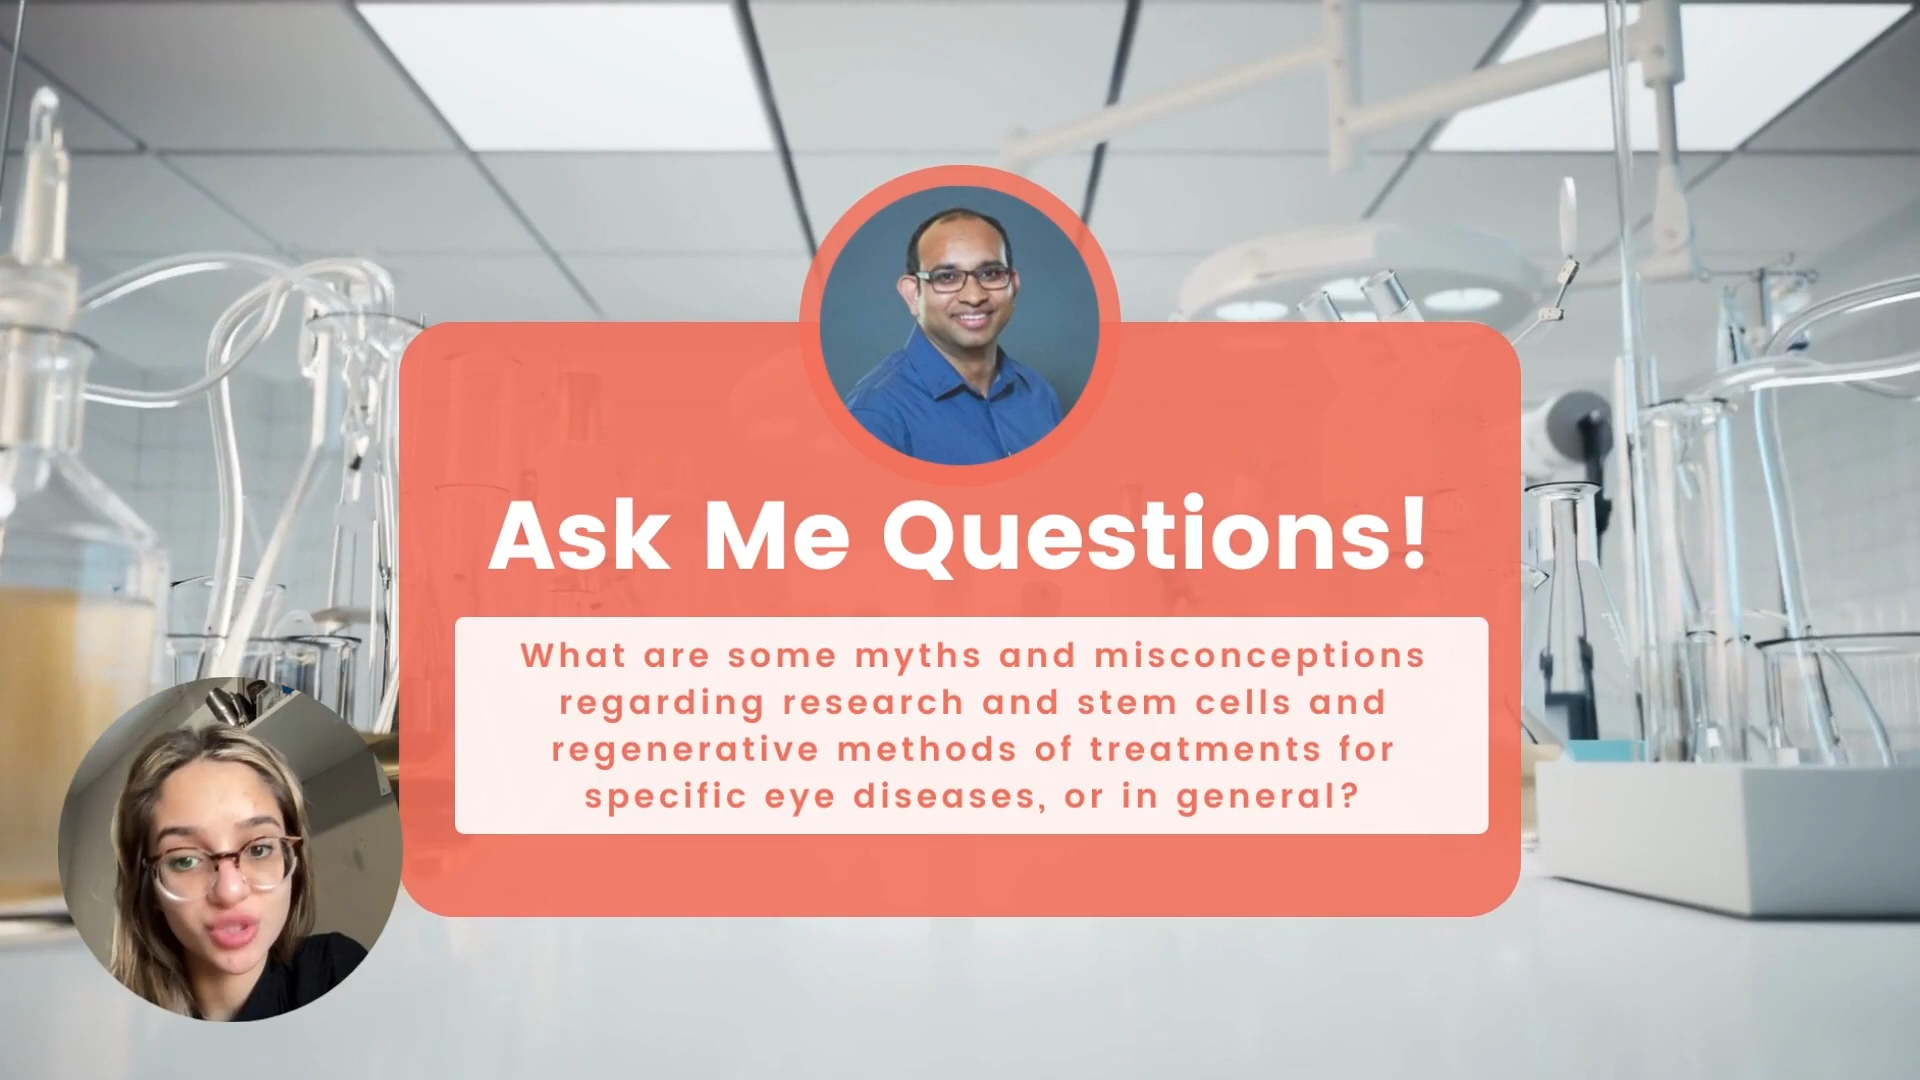 Ask Me Questions!
What are some myths and misconceptions
regarding research and stem cells and
regenerative methods of treatments for
specific eye diseases, or in general?